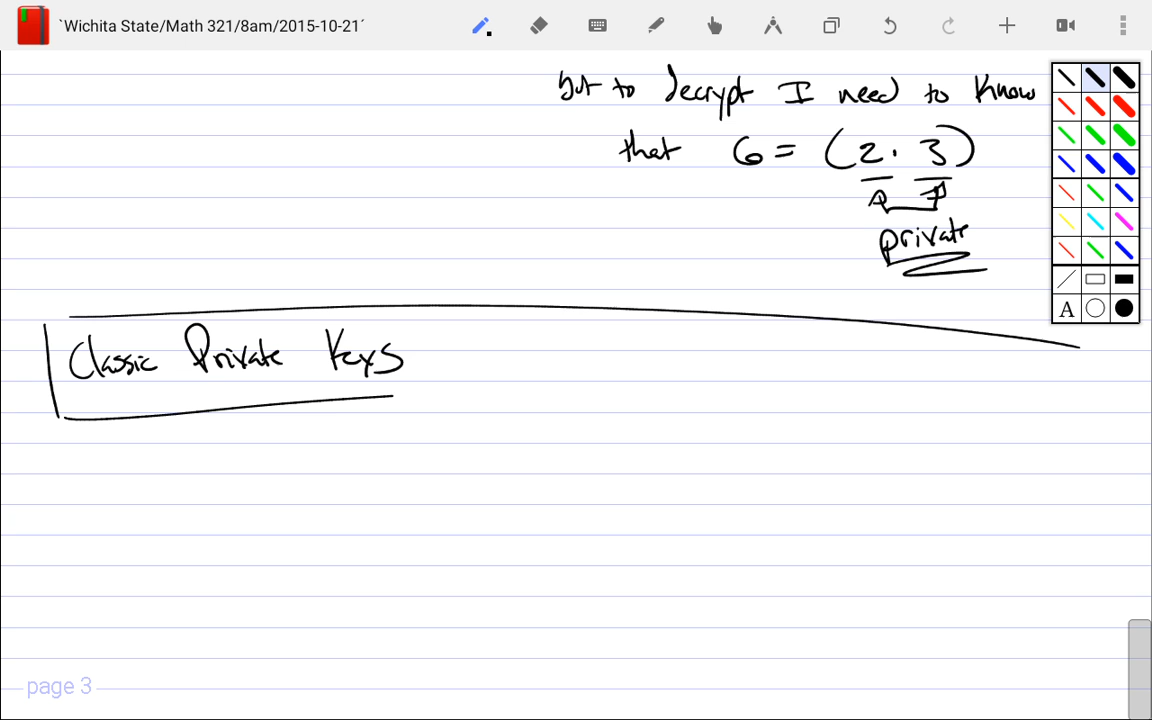 `Wichita State/Math 321/8am/2015-10-21´
but to decrypt I need to know
that 6 = (2 · 3)
private
Classic Private Keys
A
page 3